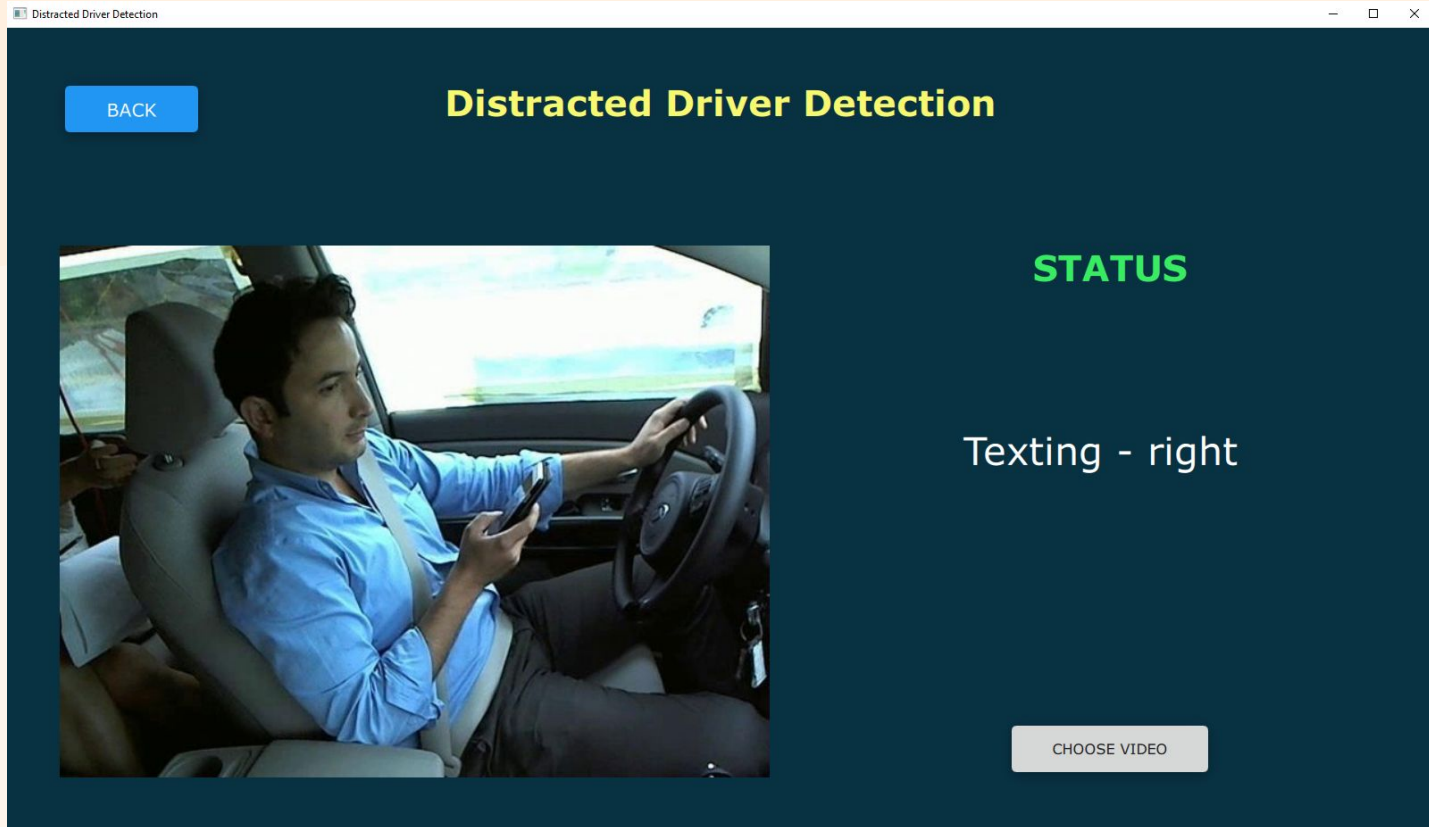 Distracted Driver Detection
BACK
Distracted Driver Detection
STATUS
Texting - right
CHOOSE VIDEO